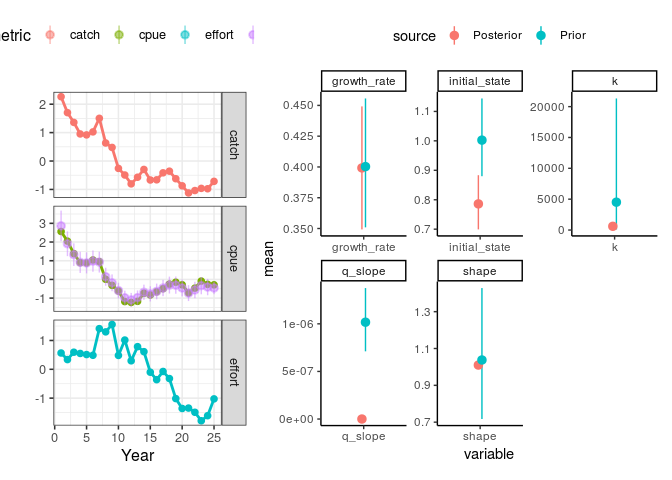 etric catch cpue effort
source Posterior Prior
catch
2
1
0
-1
cpue
3
2
1
0
-1
effort
1
0
-1
0 5 10 15 20 25
Year
mean
growth_rate
0.450
0.425
0.400
0.375
0.350
growth_rate
initial_state
1.1
1.0
0.9
0.8
0.7
initial_state
k
20000
15000
10000
5000
0
k
q_slope
1e-06
5e-07
0e+00
q_slope
shape
1.3
1.1
0.9
0.7
shape
variable